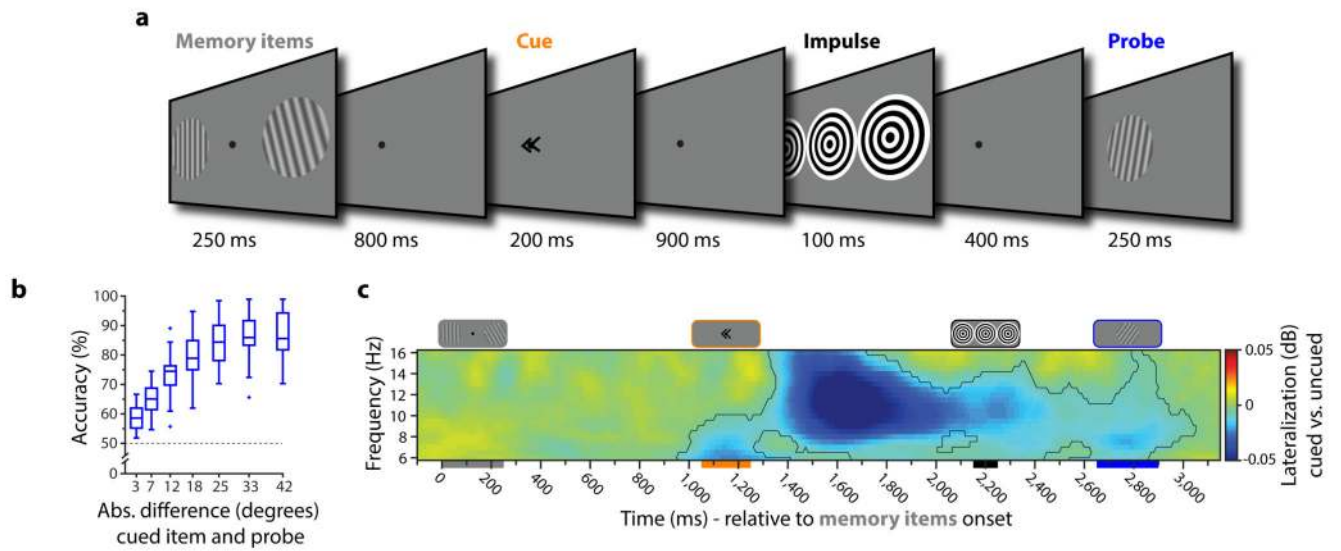 a
Memory items Cue Impulse Probe
250 ms 800 ms 200 ms 900 ms 100 ms 400 ms 250 ms
b
Accuracy (%)
100
90
80
70
60
50
0
3 7 12 18 25 33 42
Abs. difference (degrees)
cued item and probe
c
Frequency (Hz)
16
14
12
10
8
6
0 200 400 600 800 1,000 1,200 1,400 1,600 1,800 2,000 2,200 2,400 2,600 2,800 3,000
Time (ms) - relative to memory items onset
0.05
0
-0.05
Lateralization (dB)
cued vs. uncued